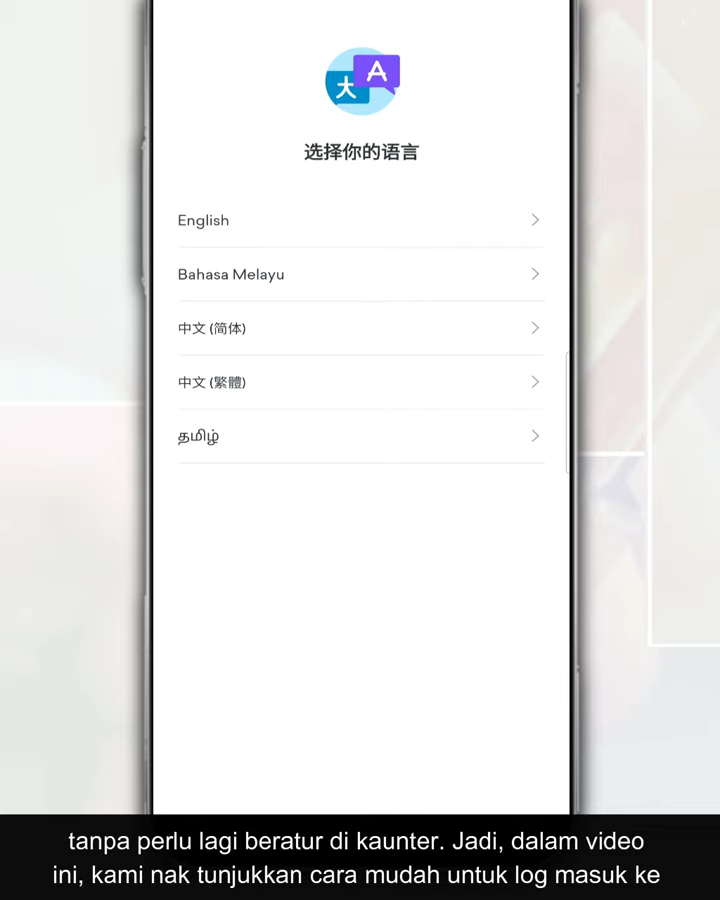 大 A
选择你的语言
English
Bahasa Melayu
中文 (简体)
中文 (繁體)
தமிழ்
tanpa perlu lagi beratur di kaunter. Jadi, dalam video
ini, kami nak tunjukkan cara mudah untuk log masuk ke